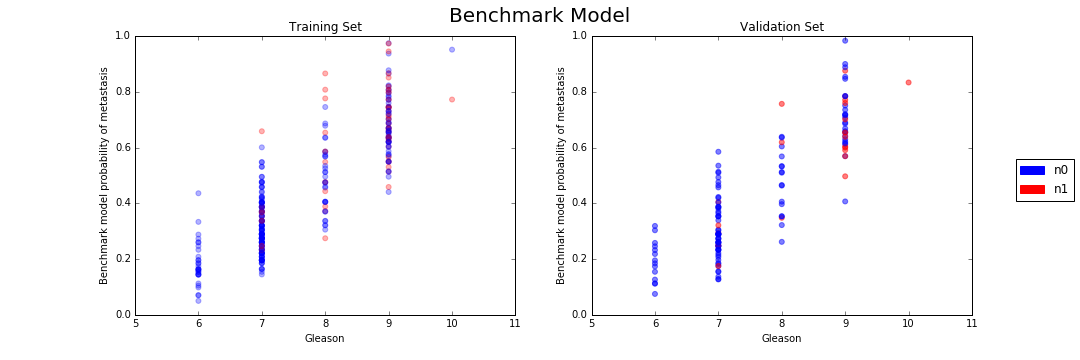 Benchmark Model
Training Set
Benchmark model probability of metastasis
1.0
0.8
0.6
0.4
0.2
0.0
5 6 7 8 9 10 11
Gleason
Validation Set
Benchmark model probability of metastasis
1.0
0.8
0.6
0.4
0.2
0.0
5 6 7 8 9 10 11
Gleason
n0
n1